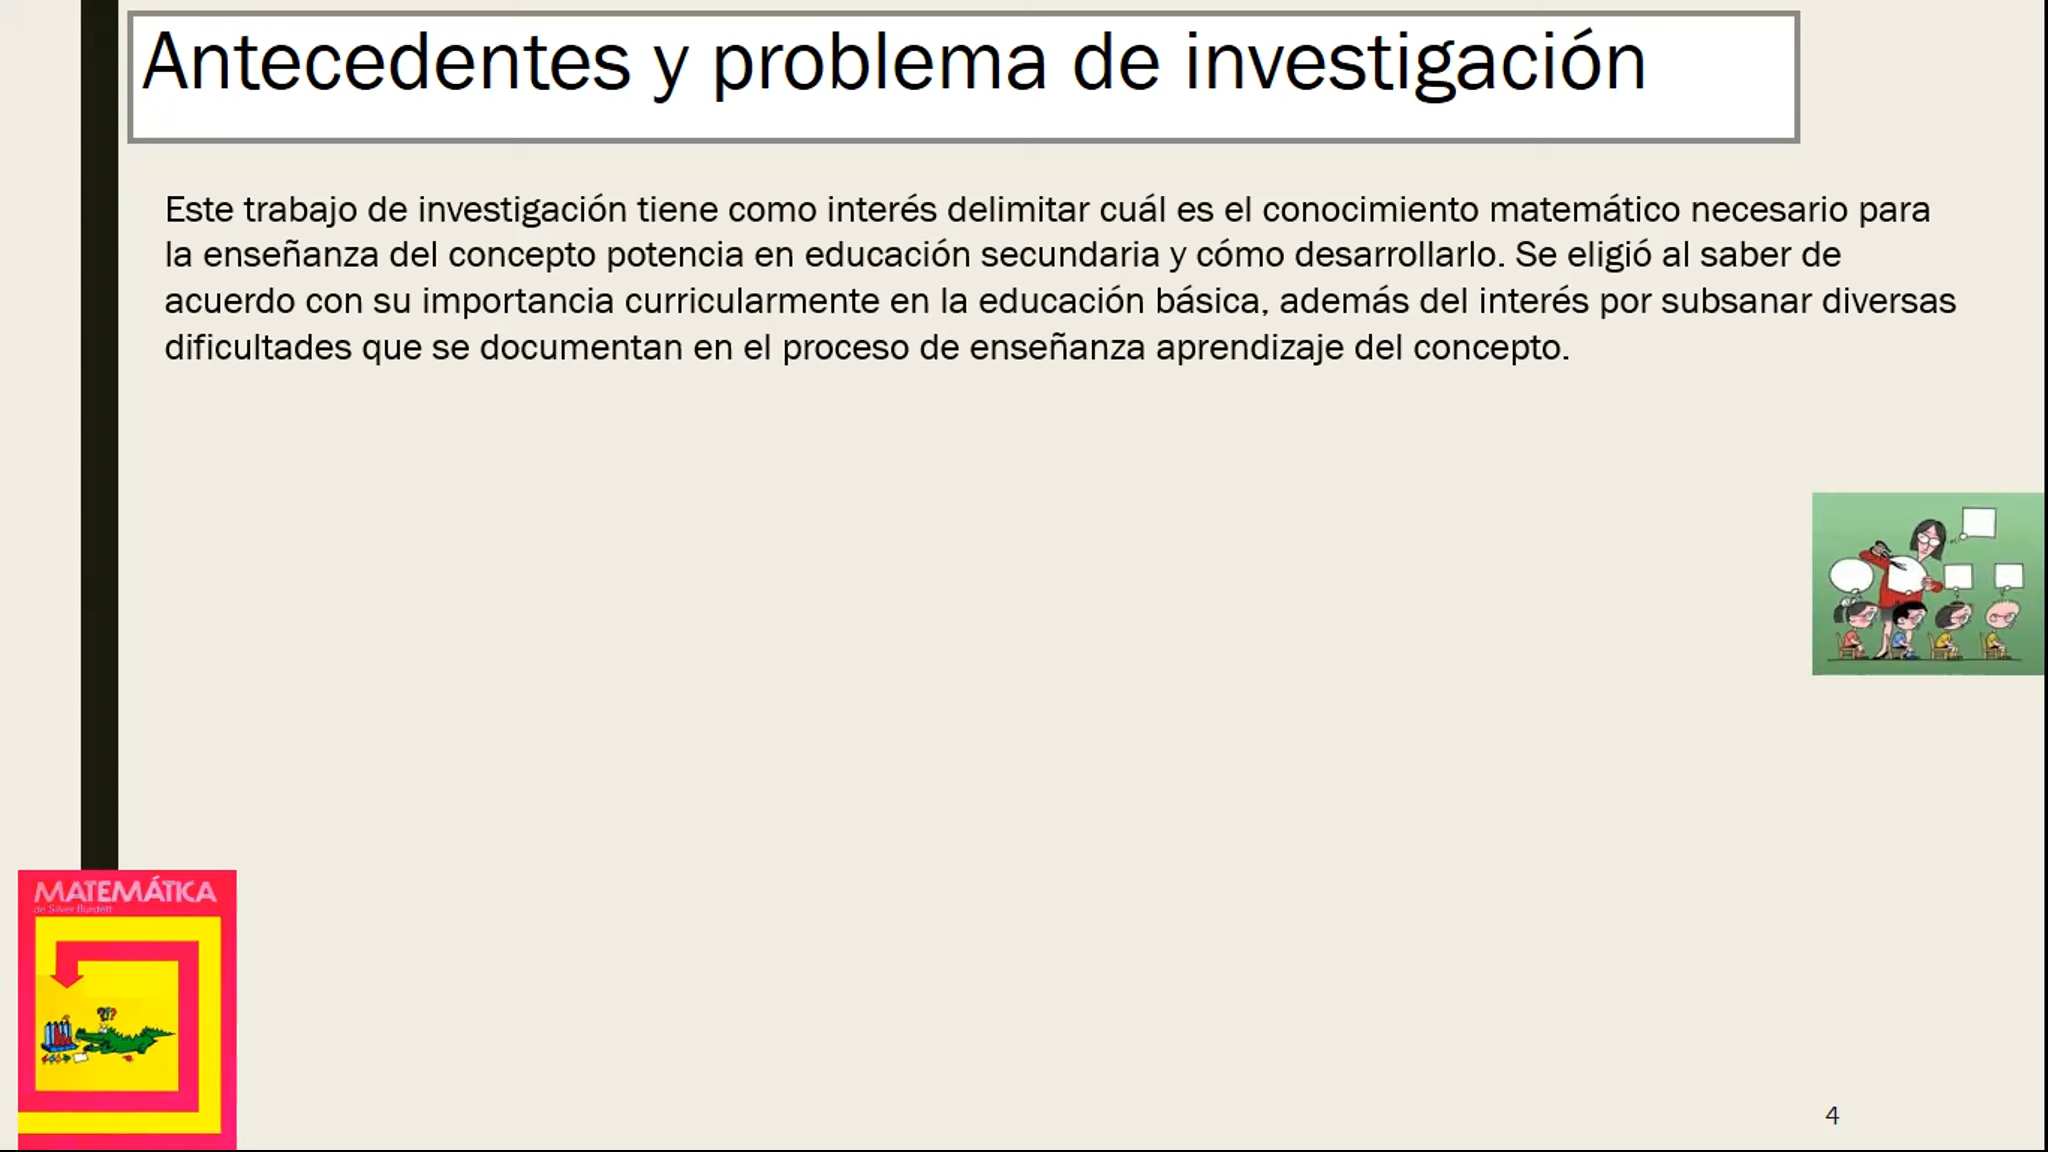 Antecedentes y problema de investigación
Este trabajo de investigación tiene como interés delimitar cuál es el conocimiento matemático necesario para
la enseñanza del concepto potencia en educación secundaria y cómo desarrollarlo. Se eligió al saber de
acuerdo con su importancia curricularmente en la educación básica, además del interés por subsanar diversas
dificultades que se documentan en el proceso de enseñanza aprendizaje del concepto.
MATEMÁTICA
de Silver Burdett
4